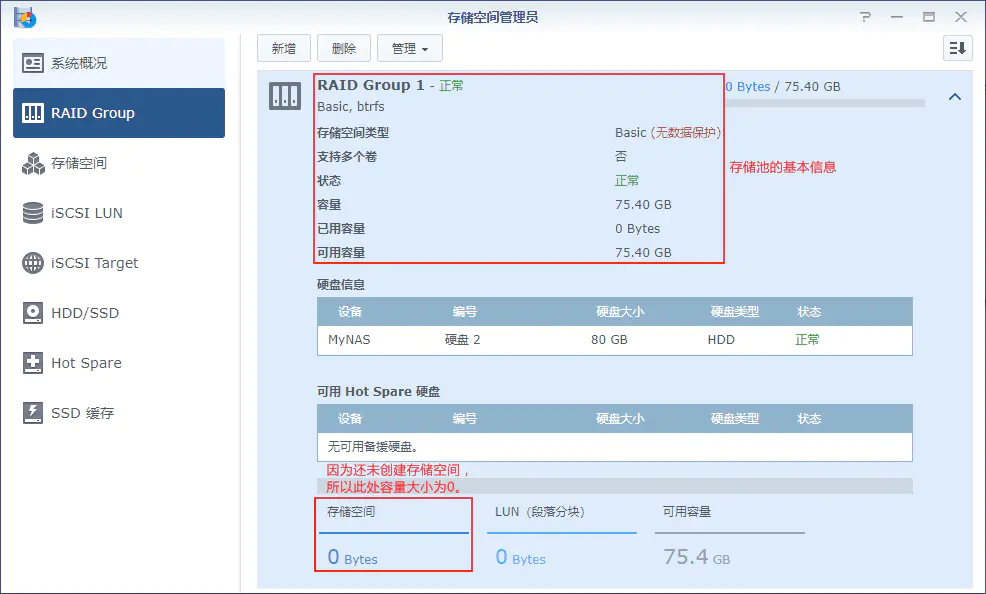 存储空间管理员
系统概况
RAID Group
存储空间
iSCSI LUN
iSCSI Target
HDD/SSD
Hot Spare
SSD 缓存
新增 删除 管理
RAID Group 1 - 正常 0 Bytes / 75.40 GB
Basic, btrfs
存储空间类型 Basic (无数据保护)
支持多个卷 否
存储池的基本信息
状态 正常
容量 75.40 GB
已用容量 0 Bytes
可用容量 75.40 GB
硬盘信息
设备 编号 硬盘大小 硬盘类型 状态
MyNAS 硬盘 2 80 GB HDD 正常
可用 Hot Spare 硬盘
设备 编号 硬盘大小 硬盘类型 状态
无可用备援硬盘。
因为还未创建存储空间，
所以此处容量大小为0。
存储空间 LUN（段落分块） 可用容量
0 Bytes 0 Bytes 75.4 GB